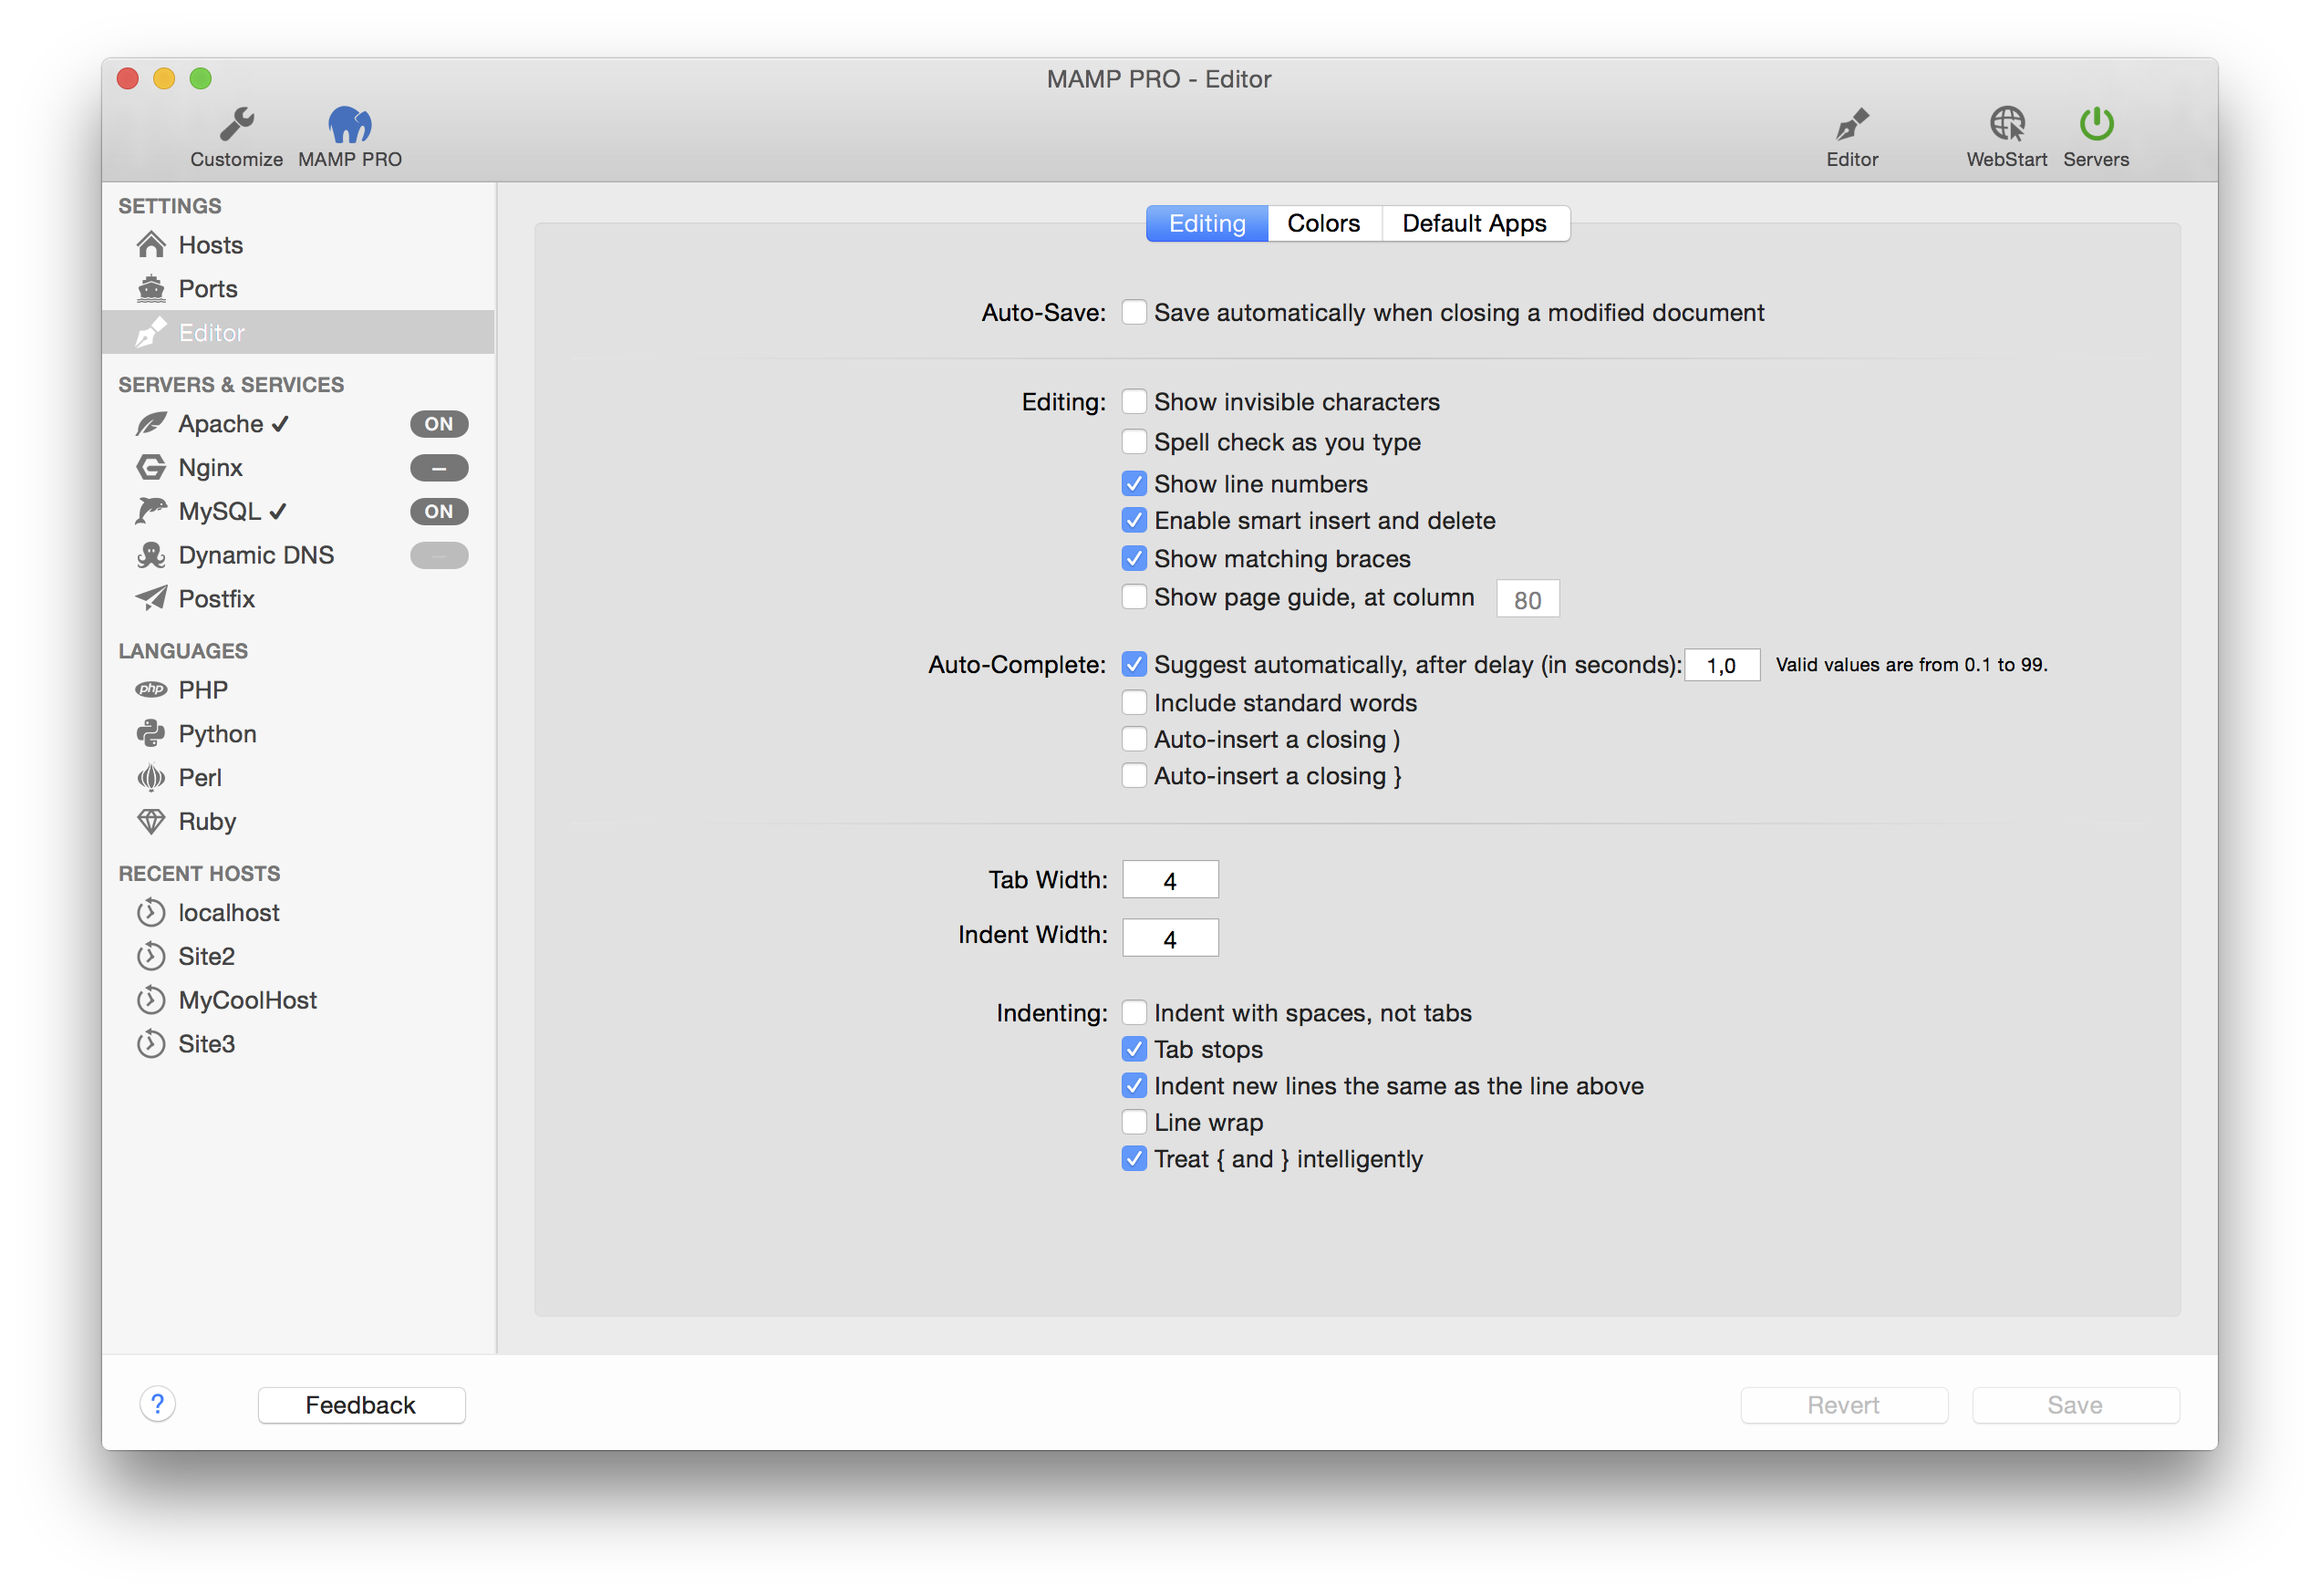 MAMP PRO - Editor
Customize
MAMP PRO
Editor
WebStart
Servers
SETTINGS
Hosts
Ports
Editor
SERVERS & SERVICES
Apache ✓ ON
Nginx –
MySQL ✓ ON
Dynamic DNS –
Postfix
LANGUAGES
php PHP
Python
Perl
Ruby
RECENT HOSTS
localhost
Site2
MyCoolHost
Site3
Editing
Colors
Default Apps
Auto-Save: Save automatically when closing a modified document
Editing: Show invisible characters
Spell check as you type
Show line numbers
Enable smart insert and delete
Show matching braces
Show page guide, at column 80
Auto-Complete: Suggest automatically, after delay (in seconds): 1,0 Valid values are from 0.1 to 99.
Include standard words
Auto-insert a closing )
Auto-insert a closing }
Tab Width: 4
Indent Width: 4
Indenting: Indent with spaces, not tabs
Tab stops
Indent new lines the same as the line above
Line wrap
Treat { and } intelligently
?
Feedback
Revert
Save